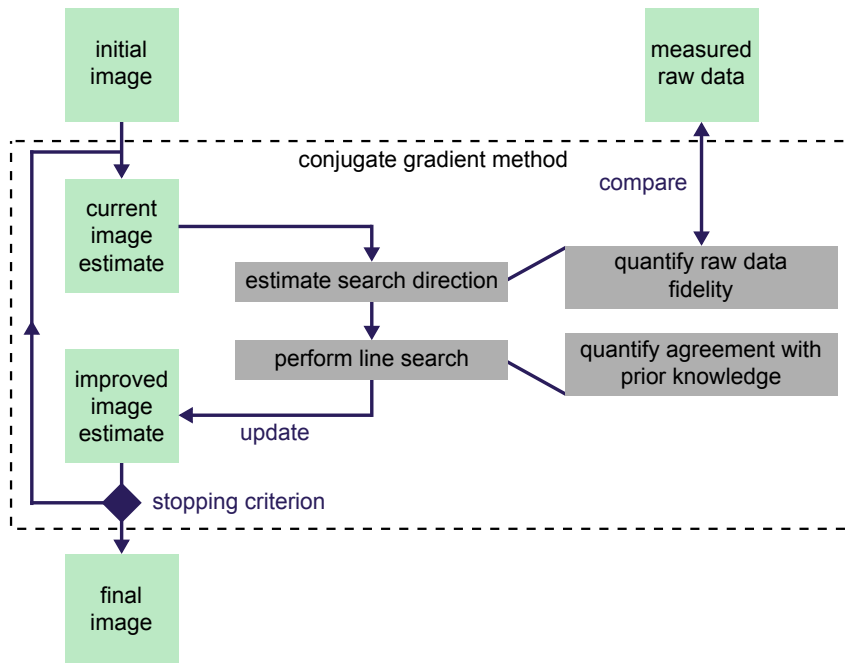 initial
image
measured
raw data
conjugate gradient method
compare
current
image
estimate
estimate search direction
quantify raw data
fidelity
perform line search
quantify agreement with
prior knowledge
improved
image
estimate
update
stopping criterion
final
image